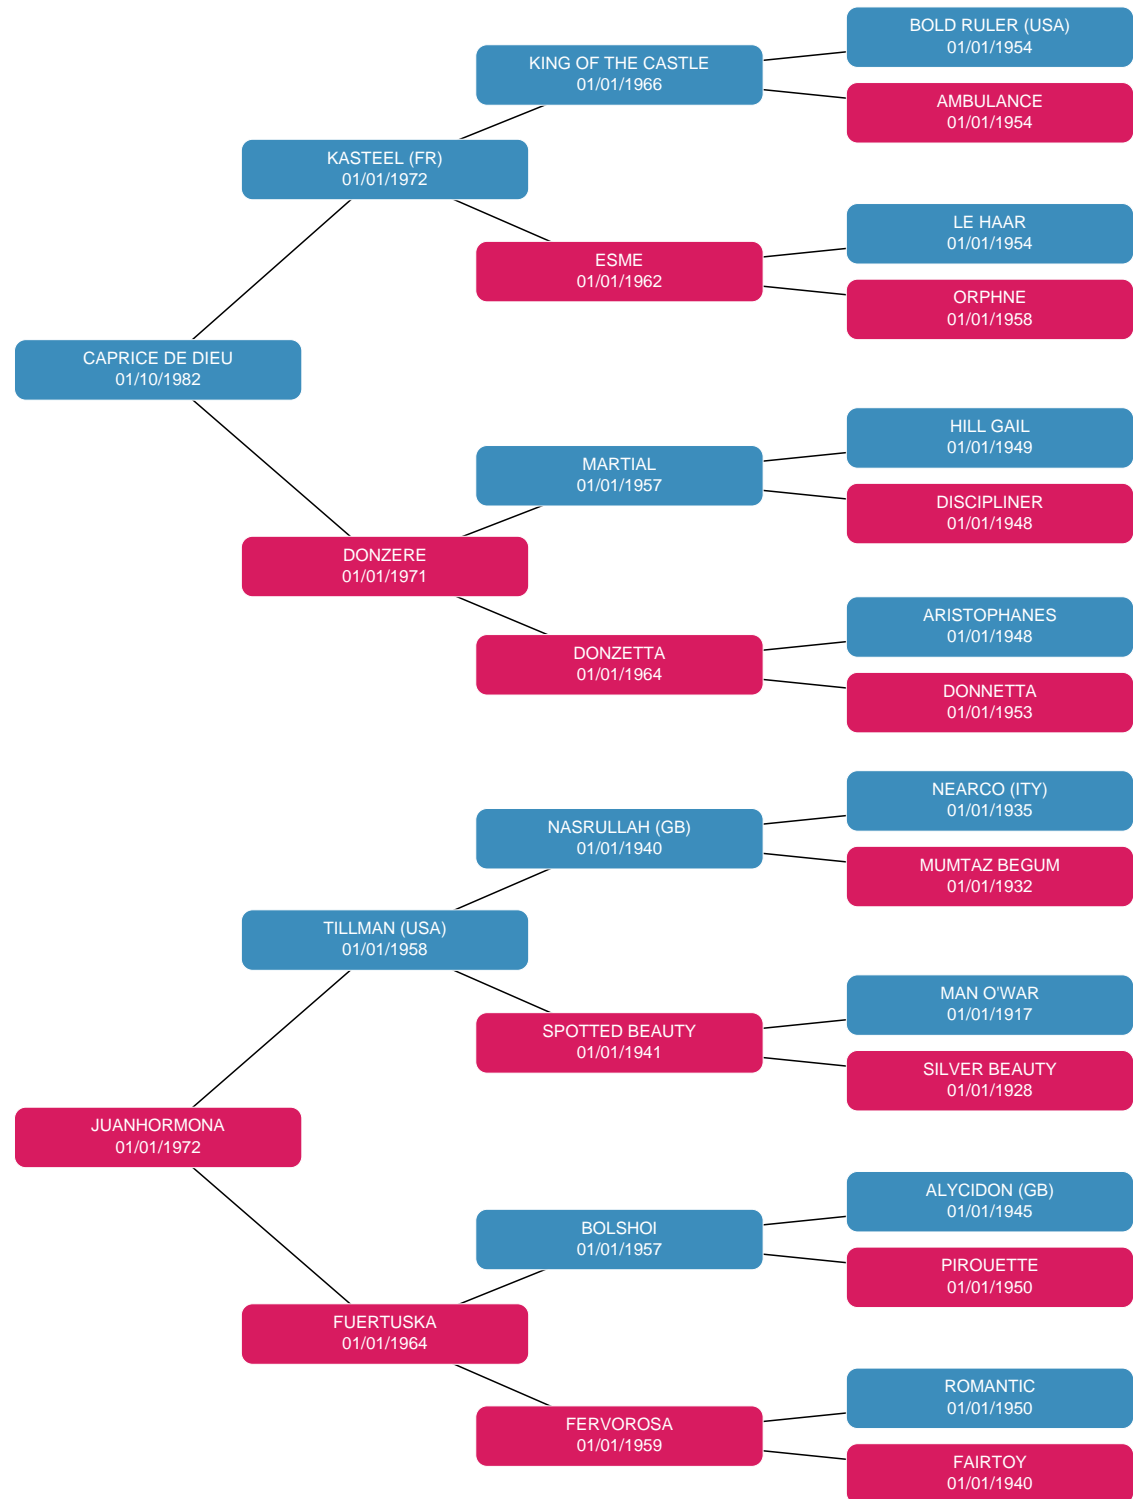 BOLD RULER (USA)
01/01/1954
KING OF THE CASTLE
01/01/1966
AMBULANCE
01/01/1954
KASTEEL (FR)
01/01/1972
LE HAAR
01/01/1954
ESME
01/01/1962
ORPHNE
01/01/1958
CAPRICE DE DIEU
01/10/1982
HILL GAIL
01/01/1949
MARTIAL
01/01/1957
DISCIPLINER
01/01/1948
DONZERE
01/01/1971
ARISTOPHANES
01/01/1948
DONZETTA
01/01/1964
DONNETTA
01/01/1953
NEARCO (ITY)
01/01/1935
NASRULLAH (GB)
01/01/1940
MUMTAZ BEGUM
01/01/1932
TILLMAN (USA)
01/01/1958
MAN O'WAR
01/01/1917
SPOTTED BEAUTY
01/01/1941
SILVER BEAUTY
01/01/1928
JUANHORMONA
01/01/1972
ALYCIDON (GB)
01/01/1945
BOLSHOI
01/01/1957
PIROUETTE
01/01/1950
FUERTUSKA
01/01/1964
ROMANTIC
01/01/1950
FERVOROSA
01/01/1959
FAIRTOY
01/01/1940